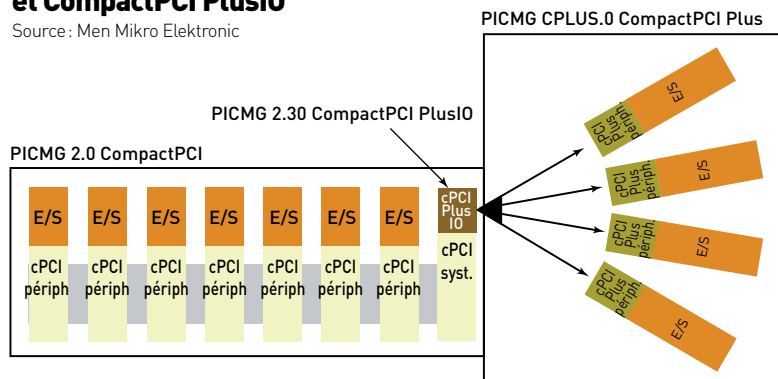 et CompactPCI PlusIO
Source : Men Mikro Elektronic
PICMG CPLUS.0 CompactPCI Plus
PICMG 2.30 CompactPCI PlusIO
PICMG 2.0 CompactPCI
E/S
cPCI
périph
E/S
cPCI
périph
E/S
cPCI
périph
E/S
cPCI
périph
E/S
cPCI
périph
E/S
cPCI
périph
E/S
cPCI
périph
cPCI
Plus
IO
cPCI
syst.
cPCI
Plus
périph.
E/S
cPCI
Plus
périph.
E/S
cPCI
Plus
périph.
E/S
cPCI
Plus
périph.
E/S